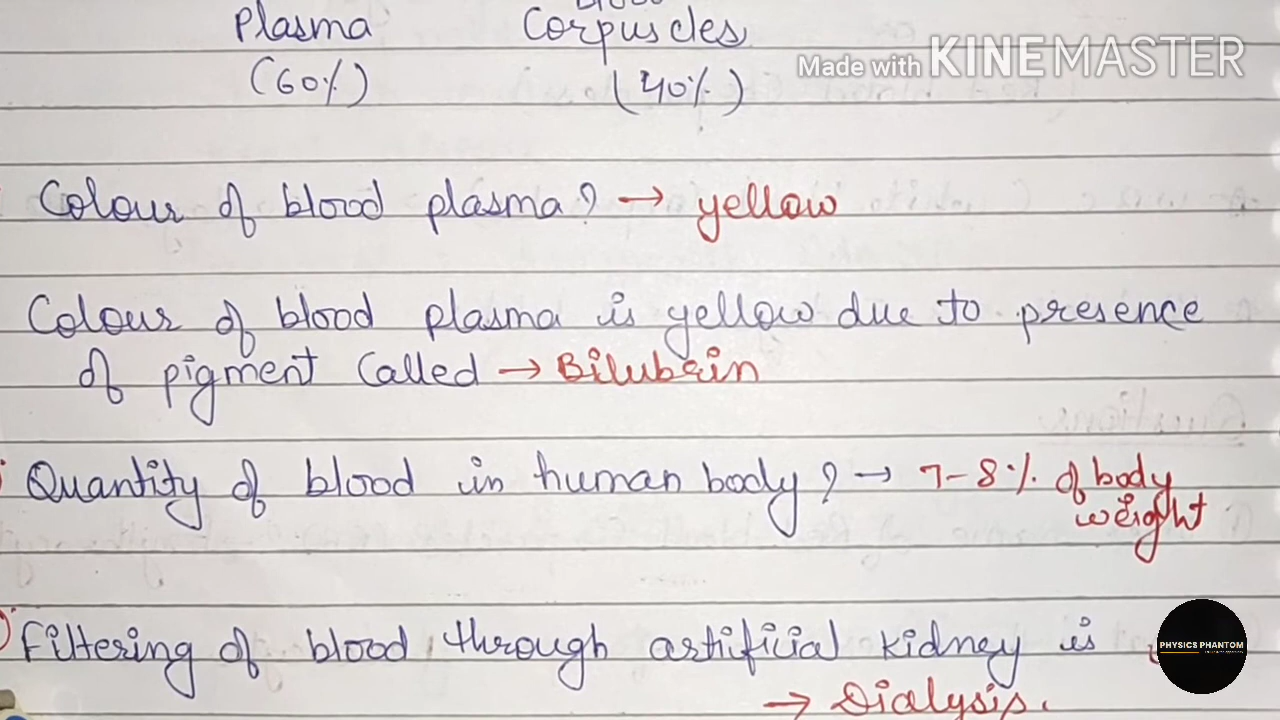 Plasma Corpuscles
(60%) (40%)
Made with KINEMASTER
Colour of blood plasma? → yellow
Colour of blood plasma is yellow due to presence
of pigment Called → Bilubrin
Quantity of blood in human body? → 7-8% of body
weight
Filtering of blood through artificial kidney is
→ Dialysis.
PHYSICS PHANTOM